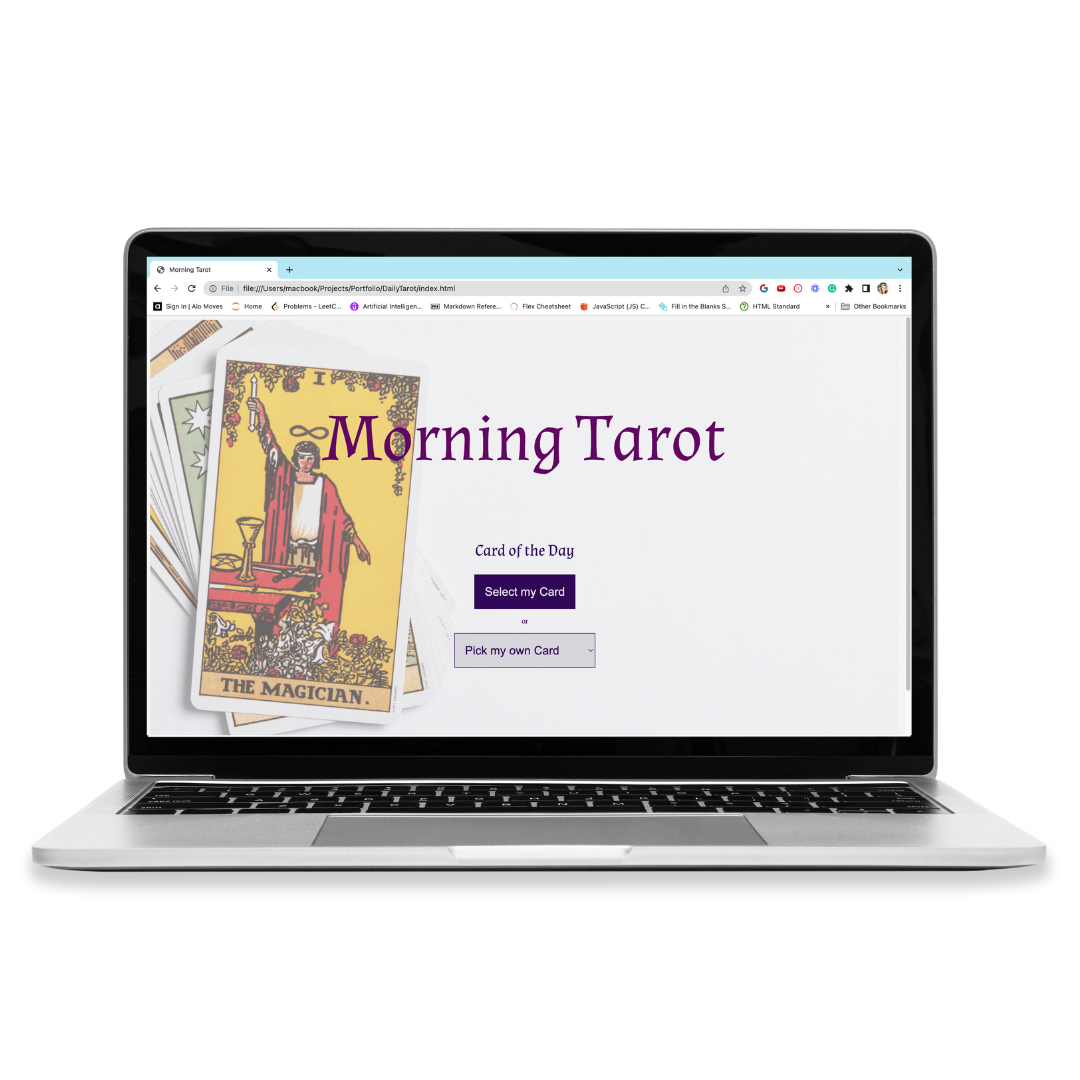 Morning Tarot
File file:///Users/macbook/Projects/Portfolio/DailyTarot/index.html
Sign In | Alo Moves Home Problems - LeetC... Artificial Intelligen... Markdown Refere... Flex Cheatsheet JavaScript (JS) C... Fill in the Blanks S... HTML Standard » Other Bookmarks
I
Morning Tarot
Card of the Day
Select my Card
or
Pick my own Card
THE MAGICIAN.